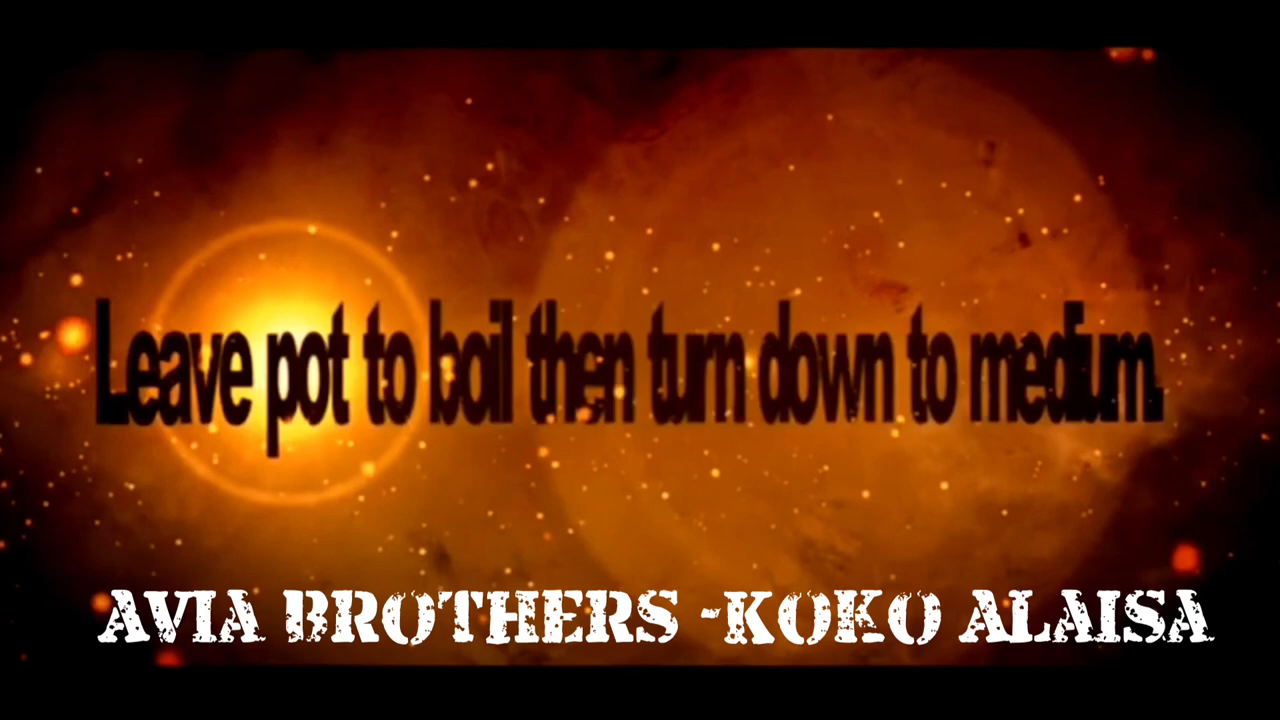 Leave pot to boil then turn down to medium.
AVIA BROTHERS -KOKO ALAISA